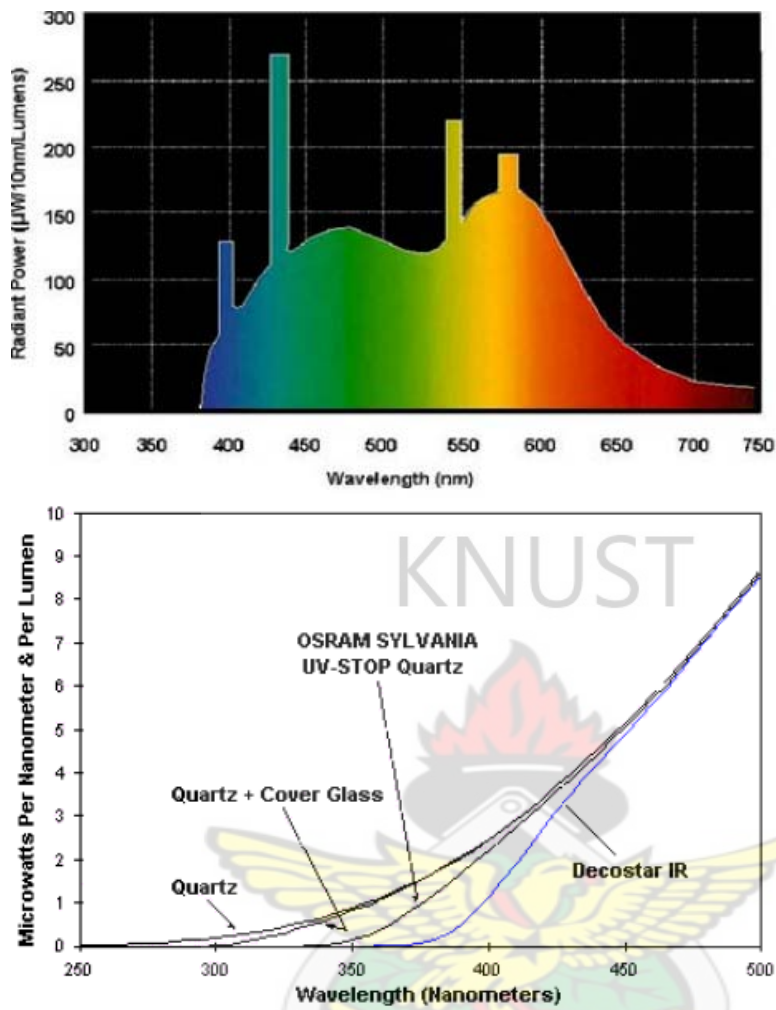 300
250
200
150
100
50
0
Radiant Power (µW/10nm/Lumens)
300 350 400 450 500 550 600 650 700 750
Wavelength (nm)
10
9
8
7
6
5
4
3
2
1
0
Microwatts Per Nanometer & Per Lumen
KNUST
OSRAM SYLVANIA
UV-STOP Quartz
Quartz + Cover Glass
Decostar IR
Quartz
250 300 350 400 450 500
Wavelength (Nanometers)